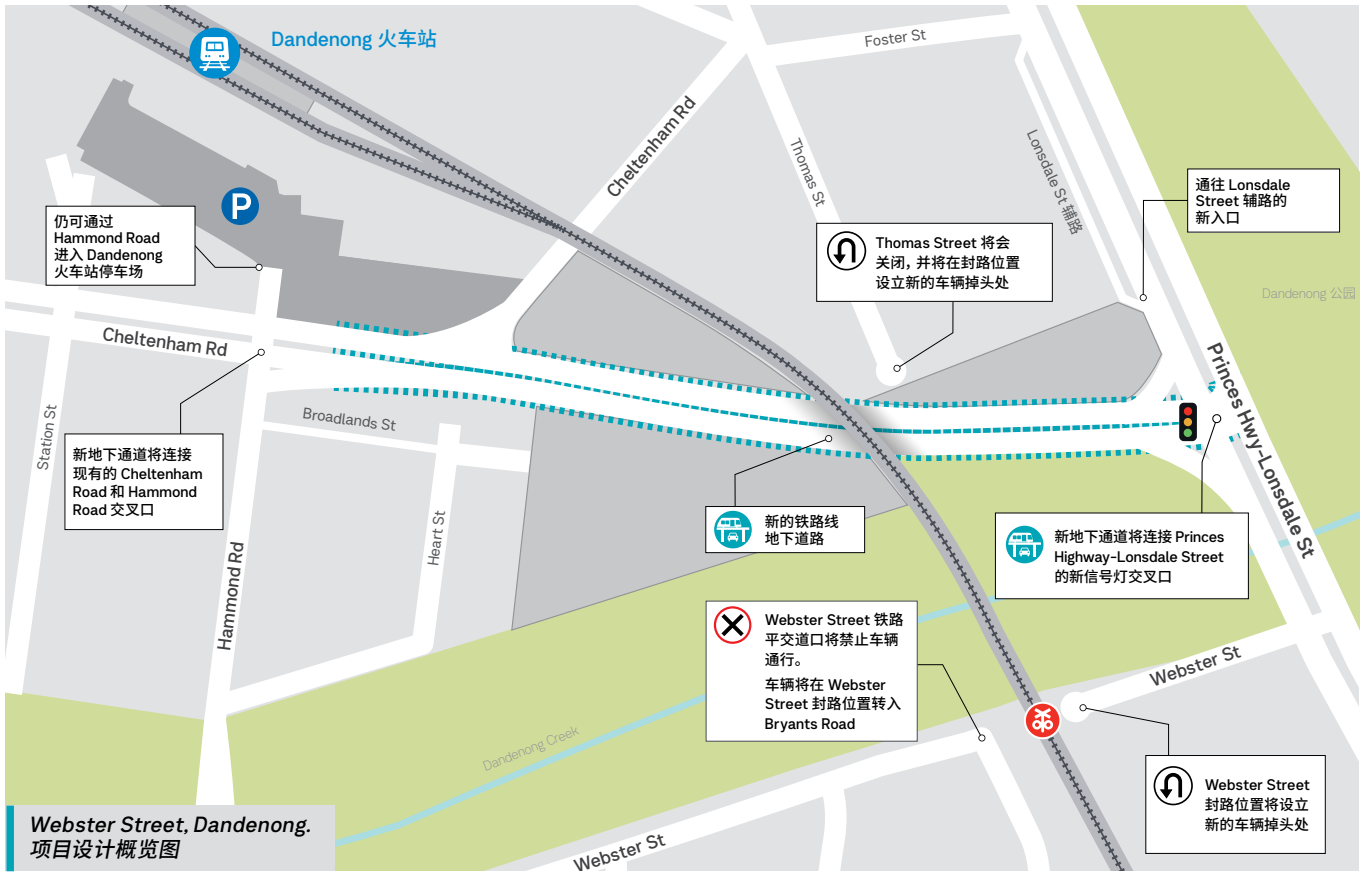 Dandenong 火车站
Foster St
Cheltenham Rd
Thomas St
Lonsdale St 辅路
通往 Lonsdale
Street 辅路的
新入口
P
仍可通过
Hammond Road
进入 Dandenong
火车站停车场
Thomas Street 将会
关闭，并将在封路位置
设立新的车辆掉头处
Dandenong 公园
Cheltenham Rd
Princes Hwy-Lonsdale St
Station St
Broadlands St
新地下通道将连接
现有的 Cheltenham
Road 和 Hammond
Road 交叉口
Heart St
新的铁路线
地下道路
新地下通道将连接 Princes
Highway-Lonsdale Street
的新信号灯交叉口
Hammond Rd
Webster Street 铁路
平交道口将禁止车辆
通行。
车辆将在 Webster
Street 封路位置转入
Bryants Road
Webster St
Dandenong Creek
Webster Street
封路位置将设立
新的车辆掉头处
Webster St
Webster Street, Dandenong.
项目设计概览图